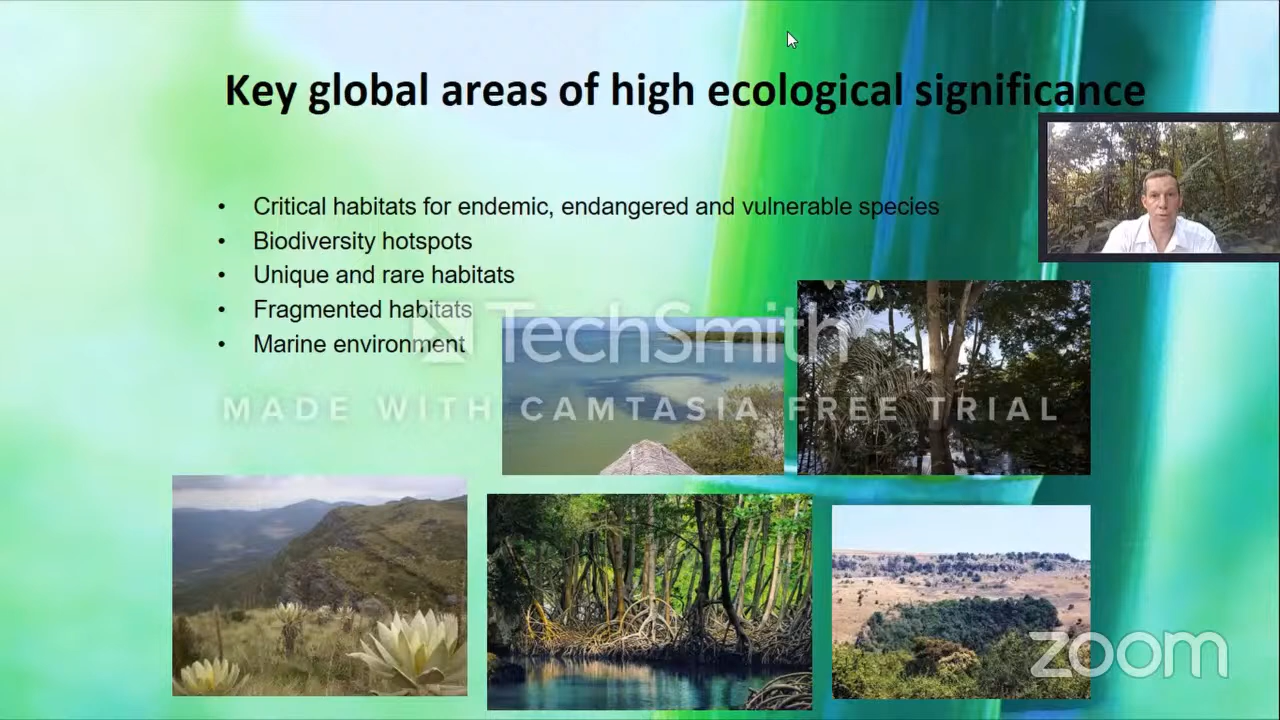 Key global areas of high ecological significance
• Critical habitats for endemic, endangered and vulnerable species
• Biodiversity hotspots
• Unique and rare habitats
• Fragmented habitats
• Marine environment
TechSmith®
MADE WITH CAMTASIA FREE TRIAL
zoom